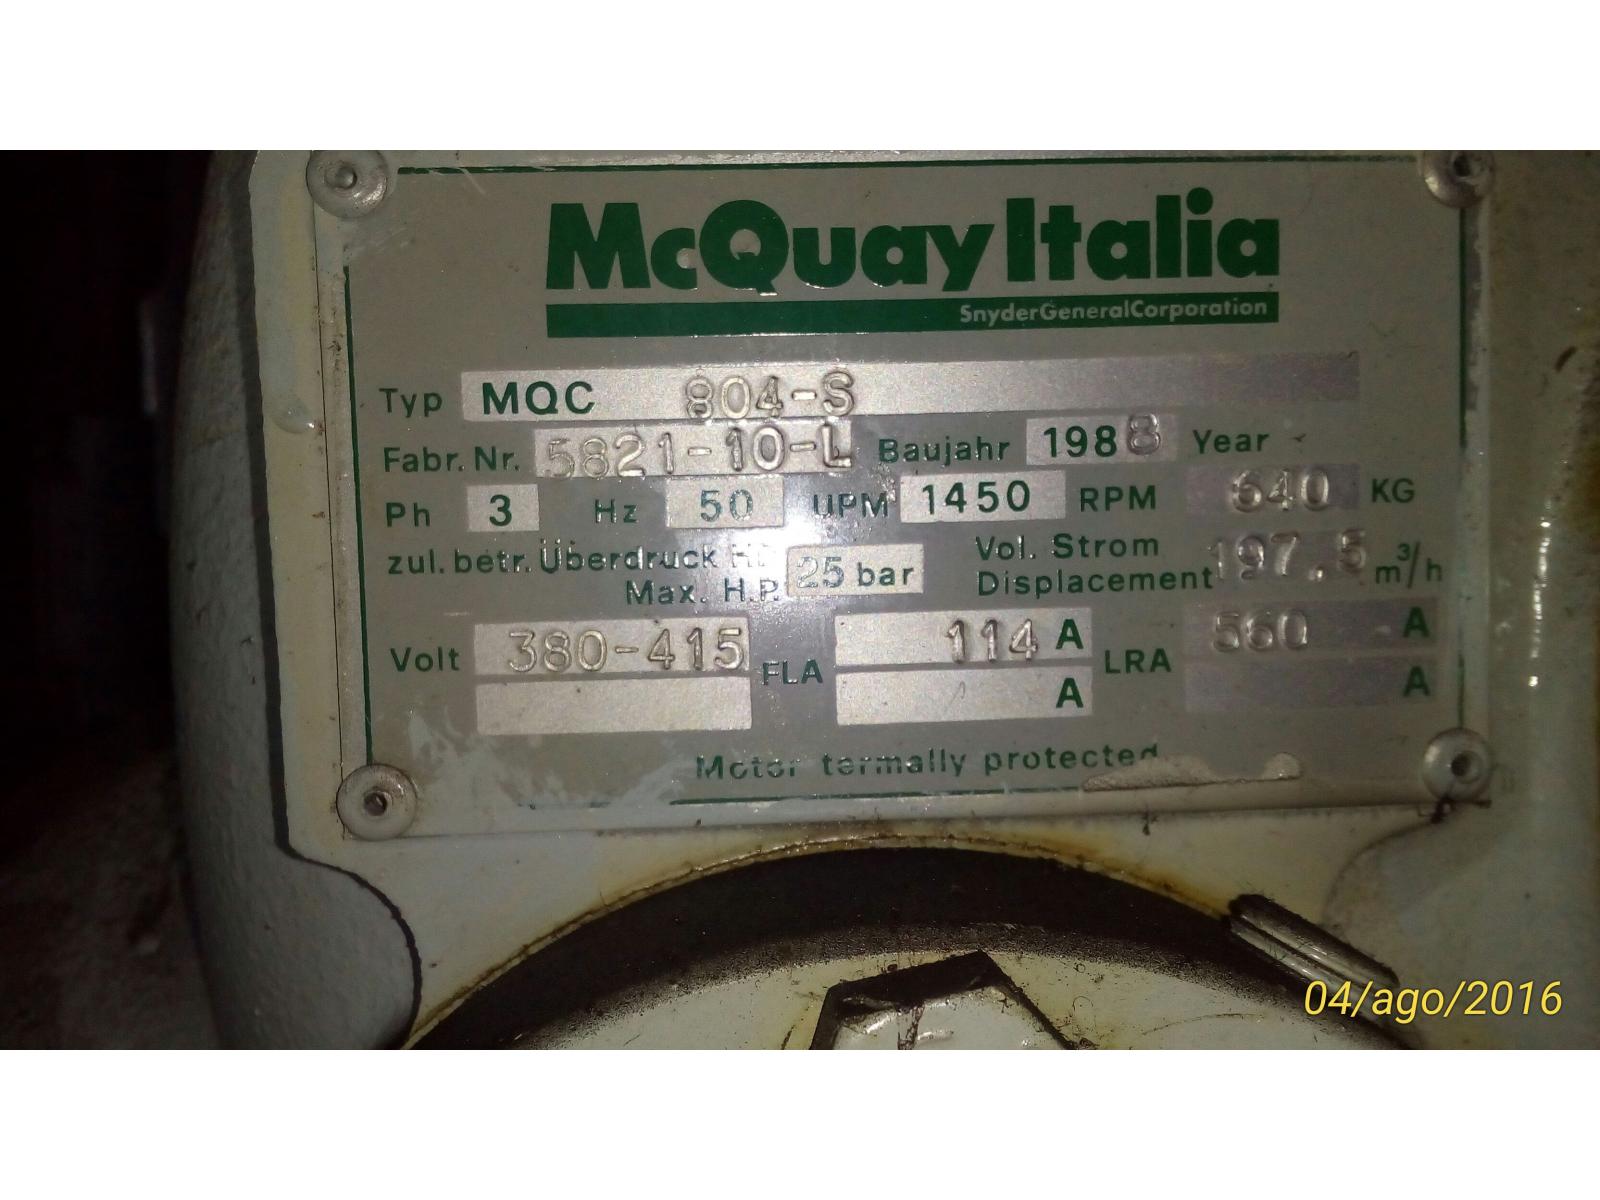 McQuay Italia
SnyderGeneralCorporation
Typ MQC 804-S
Fabr. Nr. 5821-10-L Baujahr 1988 Year
Ph 3 Hz 50 UPM 1450 RPM 640 KG
zul. betr. Überdruck HP 25 bar Vol. Strom 197.5 m³/h
Max. H.P. Displacement
Volt 380-415 FLA 114 A LRA 560 A
A A
Motor termally protected
04/ago/2016